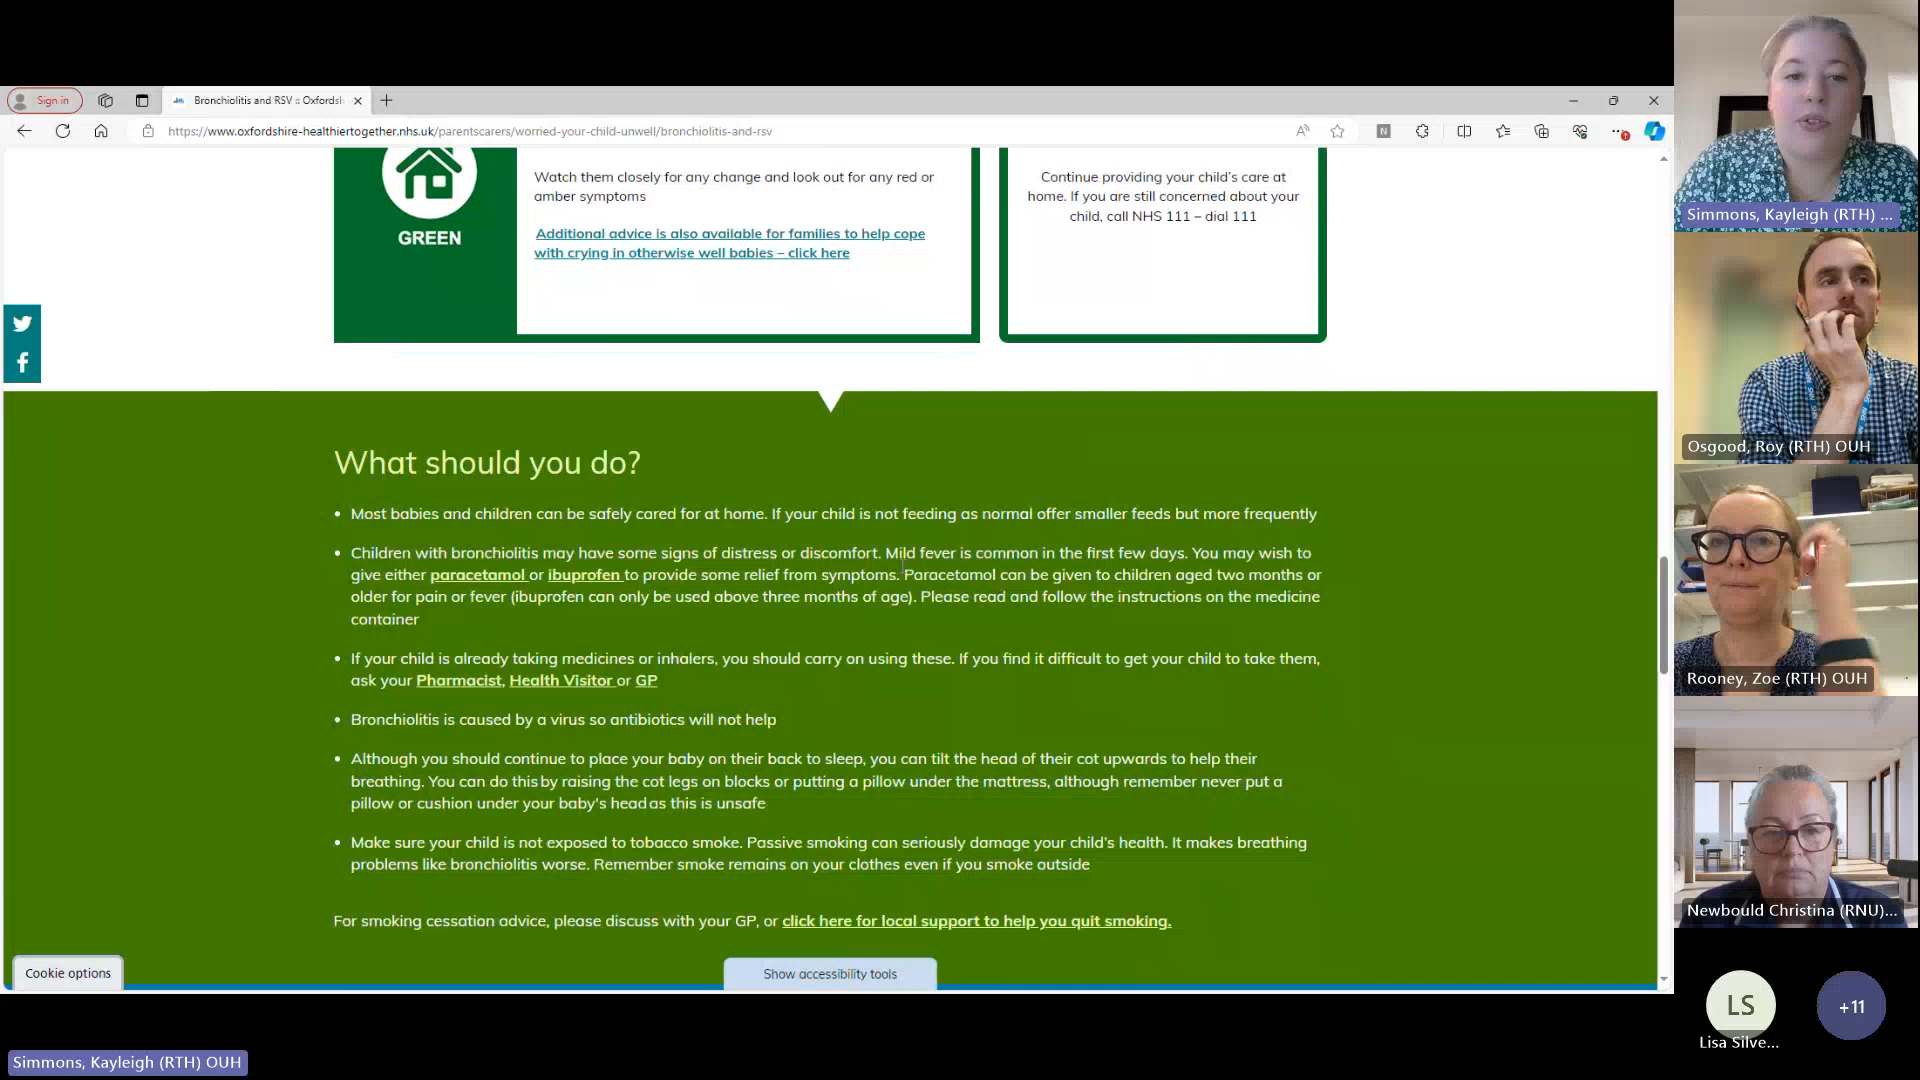 Sign in
Bronchiolitis and RSV :: Oxfordsh
https://www.oxfordshire-healthiertogether.nhs.uk/parentscarers/worried-your-child-unwell/bronchiolitis-and-rsv
GREEN
Watch them closely for any change and look out for any red or
amber symptoms
Additional advice is also available for families to help cope
with crying in otherwise well babies – click here
Continue providing your child's care at
home. If you are still concerned about your
child, call NHS 111 – dial 111
What should you do?
• Most babies and children can be safely cared for at home. If your child is not feeding as normal offer smaller feeds but more frequently
• Children with bronchiolitis may have some signs of distress or discomfort. Mild fever is common in the first few days. You may wish to
give either paracetamol or ibuprofen to provide some relief from symptoms. Paracetamol can be given to children aged two months or
older for pain or fever (ibuprofen can only be used above three months of age). Please read and follow the instructions on the medicine
container
• If your child is already taking medicines or inhalers, you should carry on using these. If you find it difficult to get your child to take them,
ask your Pharmacist, Health Visitor or GP
• Bronchiolitis is caused by a virus so antibiotics will not help
• Although you should continue to place your baby on their back to sleep, you can tilt the head of their cot upwards to help their
breathing. You can do this by raising the cot legs on blocks or putting a pillow under the mattress, although remember never put a
pillow or cushion under your baby's head as this is unsafe
• Make sure your child is not exposed to tobacco smoke. Passive smoking can seriously damage your child's health. It makes breathing
problems like bronchiolitis worse. Remember smoke remains on your clothes even if you smoke outside
For smoking cessation advice, please discuss with your GP, or click here for local support to help you quit smoking.
Cookie options
Show accessibility tools
Simmons, Kayleigh (RTH) OUH
Simmons, Kayleigh (RTH) ...
Osgood, Roy (RTH) OUH
Rooney, Zoe (RTH) OUH
Newbould Christina (RNU)...
LS
+11
Lisa Silve...